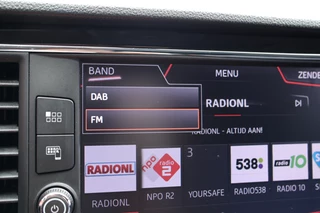 BAND
MENU
ZENDE
DAB
FM
RADIONL
RADIONL - ALTIJD AAN!
RADIONL
npo radio 2
3
538
radio 10
RADIONL
NPO R2
YOURSAFE
RADIO538
RADIO 10